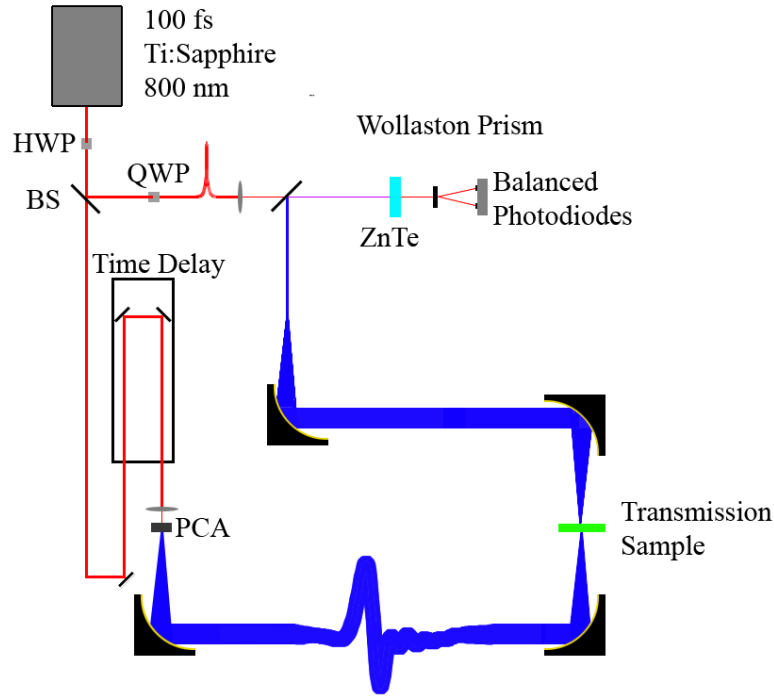 100 fs
Ti:Sapphire
800 nm
HWP
Wollaston Prism
QWP
BS
Balanced
Photodiodes
ZnTe
Time Delay
PCA
Transmission
Sample